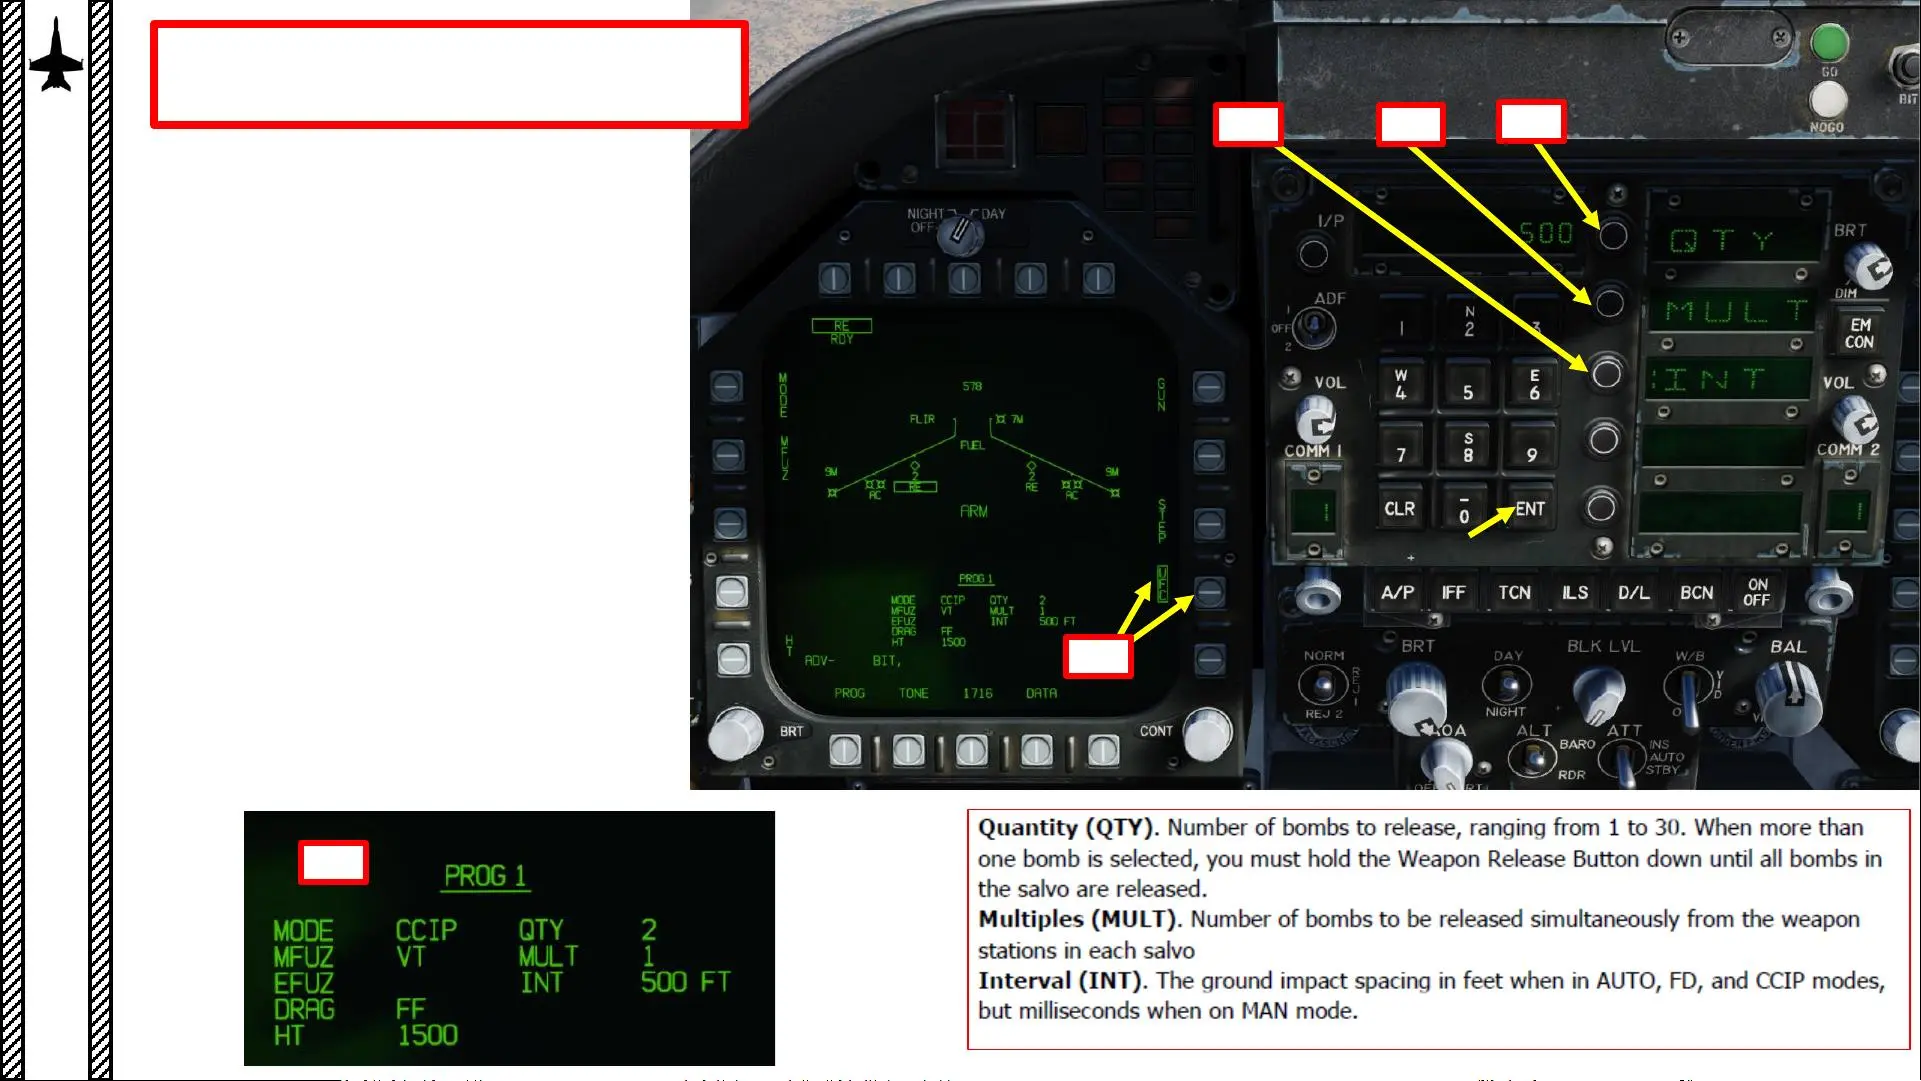 GO
BIT
NOGO
NIGHT
DAY
OFF
I/P
500
QTY
BRT
ADF
1
OFF
2
1
N
2
3
MULT
DIM
EM
CON
VOL
W
4
5
E
6
:INT
VOL
COMM 1
7
S
8
9
COMM 2
CLR
–
0
ENT
A/P
IFF
TCN
ILS
D/L
BCN
ON
OFF
RE
RDY
MODE
578
GUN
FLIR
7M
MFUZ
FUEL
9M
2
2
9M
AC
RE
RE
AC
ARM
STEP
PROG 1
UFC
MODE CCIP QTY 2
MFUZ VT MULT 1
EFUZ INT 500 FT
DRAG FF
HT 1500
HT
ADV- BIT,
PROG TONE 1716 DATA
BRT
CONT
NORM
REJ 1
REJ 2
BRT
DAY
NIGHT
BLK LVL
W/B
VID
BAL
AOA
ALT
BARO
RDR
ATT
INS
AUTO
STBY
PROG 1
MODE CCIP QTY 2
MFUZ VT MULT 1
EFUZ INT 500 FT
DRAG FF
HT 1500
Quantity (QTY). Number of bombs to release, ranging from 1 to 30. When more than
one bomb is selected, you must hold the Weapon Release Button down until all bombs in
the salvo are released.
Multiples (MULT). Number of bombs to be released simultaneously from the weapon
stations in each salvo
Interval (INT). The ground impact spacing in feet when in AUTO, FD, and CCIP modes,
but milliseconds when on MAN mode.